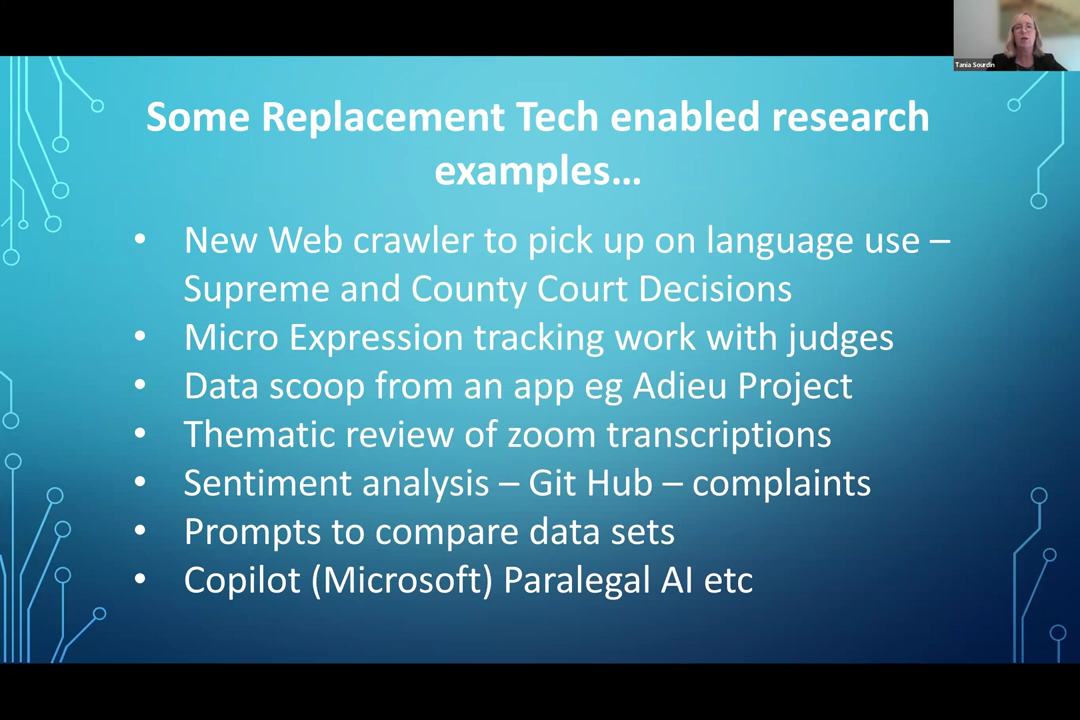 Tania Sourdin
Some Replacement Tech enabled research
examples…
• New Web crawler to pick up on language use –
Supreme and County Court Decisions
• Micro Expression tracking work with judges
• Data scoop from an app eg Adieu Project
• Thematic review of zoom transcriptions
• Sentiment analysis – Git Hub – complaints
• Prompts to compare data sets
• Copilot (Microsoft) Paralegal AI etc